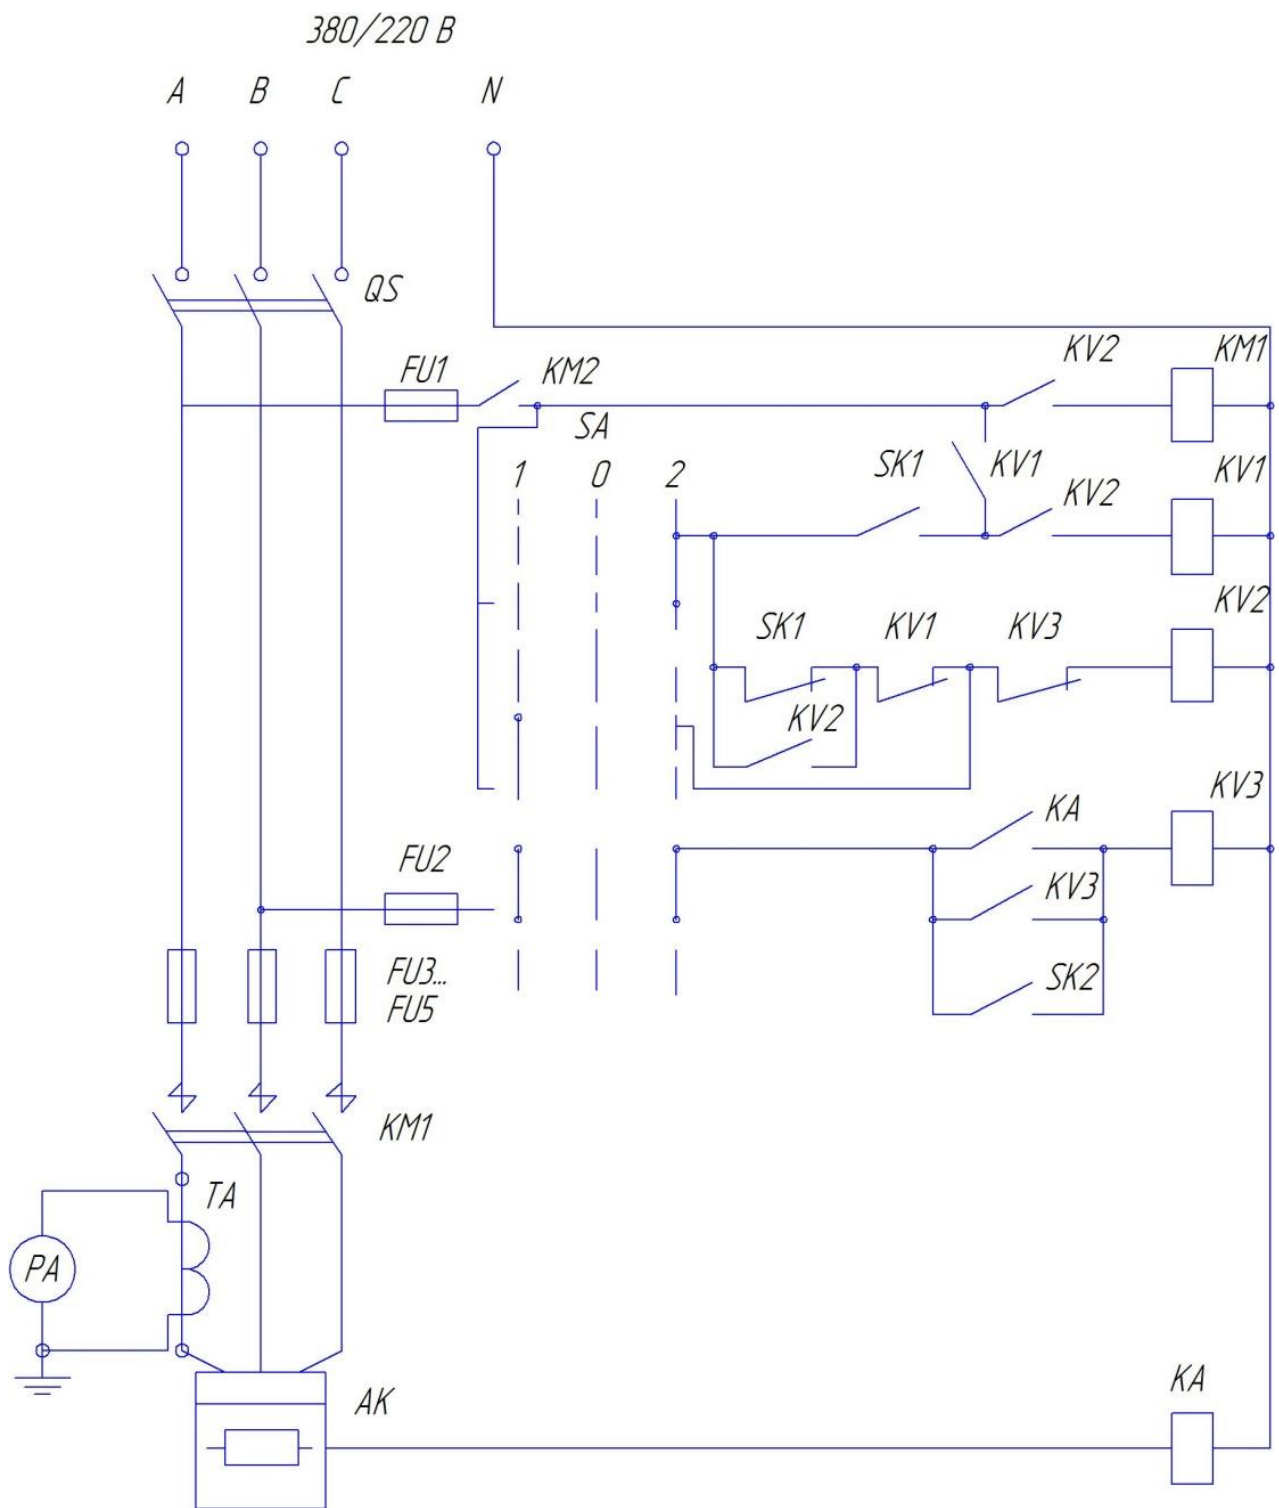 380/220 В
A B C N
QS
FU1 KM2 KV2 KM1
SA
1 0 2 SK1 KV1 KV2 KV1
SK1 KV1 KV3 KV2
KV2
FU2 KA KV3
KV3
FU3...
FU5
SK2
KM1
TA
PA
AK KA